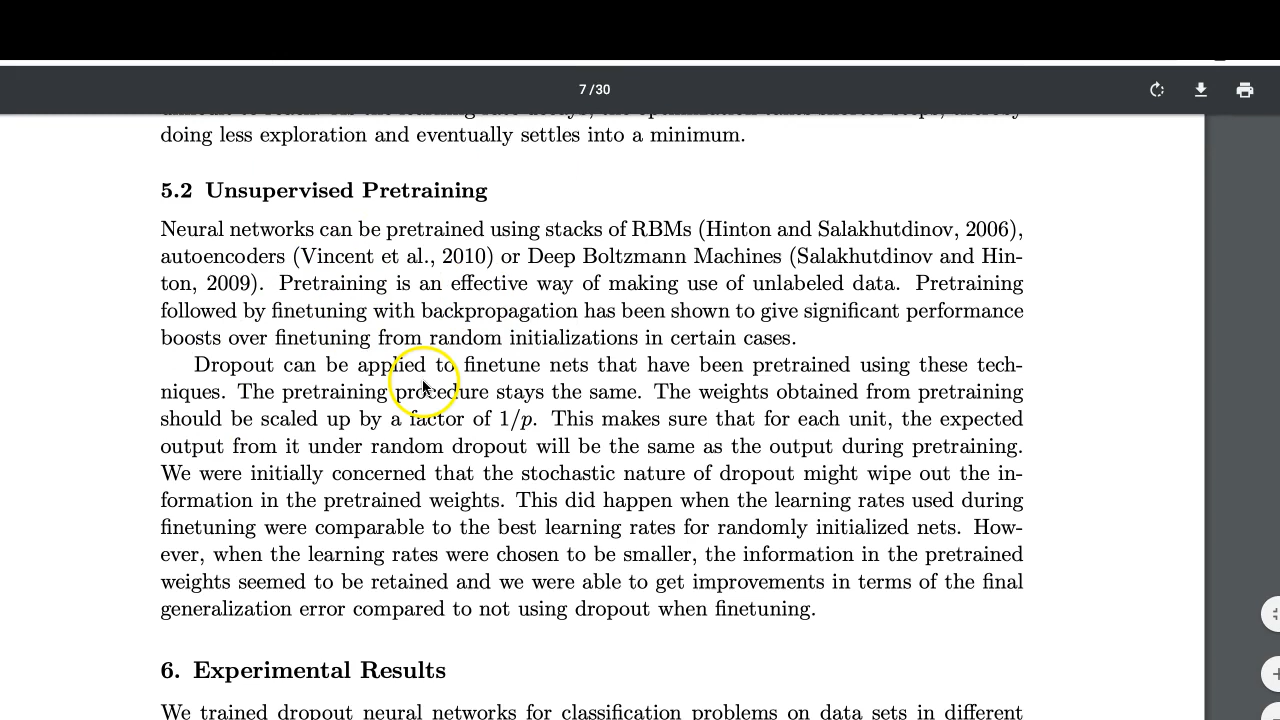 7 / 30
doing less exploration and eventually settles into a minimum.
5.2 Unsupervised Pretraining
Neural networks can be pretrained using stacks of RBMs (Hinton and Salakhutdinov, 2006),
autoencoders (Vincent et al., 2010) or Deep Boltzmann Machines (Salakhutdinov and Hin-
ton, 2009). Pretraining is an effective way of making use of unlabeled data. Pretraining
followed by finetuning with backpropagation has been shown to give significant performance
boosts over finetuning from random initializations in certain cases.
Dropout can be applied to finetune nets that have been pretrained using these tech-
niques. The pretraining procedure stays the same. The weights obtained from pretraining
should be scaled up by a factor of 1/p. This makes sure that for each unit, the expected
output from it under random dropout will be the same as the output during pretraining.
We were initially concerned that the stochastic nature of dropout might wipe out the in-
formation in the pretrained weights. This did happen when the learning rates used during
finetuning were comparable to the best learning rates for randomly initialized nets. How-
ever, when the learning rates were chosen to be smaller, the information in the pretrained
weights seemed to be retained and we were able to get improvements in terms of the final
generalization error compared to not using dropout when finetuning.
6. Experimental Results
We trained dropout neural networks for classification problems on data sets in different